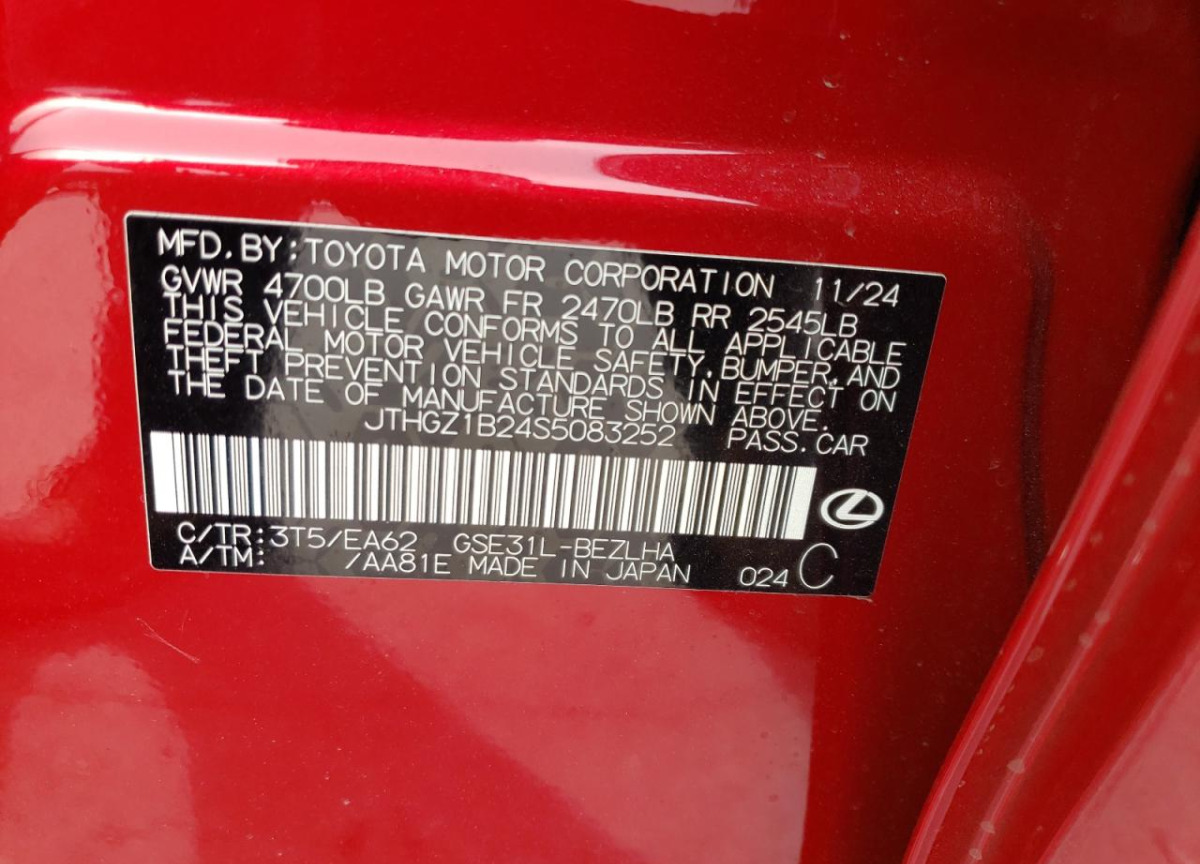 MFD. BY: TOYOTA MOTOR CORPORATION 11/24
GVWR 4700LB GAWR FR 2470LB RR 2545LB
THIS VEHICLE CONFORMS TO ALL APPLICABLE
FEDERAL MOTOR VEHICLE SAFETY, BUMPER, AND
THEFT PREVENTION STANDARDS IN EFFECT ON
THE DATE OF MANUFACTURE SHOWN ABOVE.
JTHGZ1B24S5083252 PASS. CAR
C/TR: 3T5/EA62 GSE31L-BEZLHA
A/TM: /AA81E MADE IN JAPAN 024 C